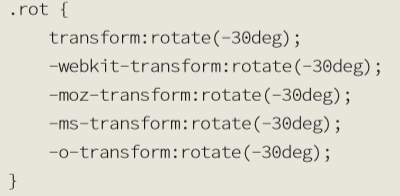 .rot {
    transform:rotate(-30deg);
    -webkit-transform:rotate(-30deg);
    -moz-transform:rotate(-30deg);
    -ms-transform:rotate(-30deg);
    -o-transform:rotate(-30deg);
}